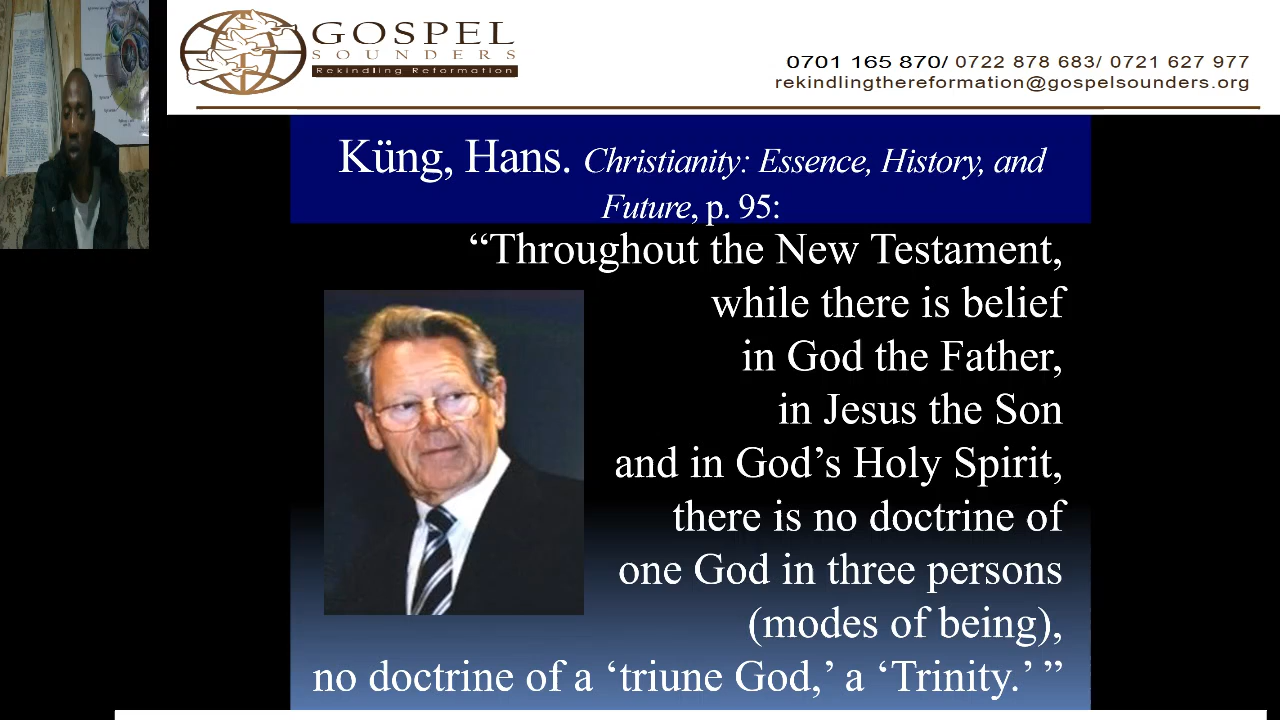 GOSPEL
SOUNDERS
Rekindling Reformation
0701 165 870/ 0722 878 683/ 0721 627 977
rekindlingthereformation@gospelsounders.org
Küng, Hans. Christianity: Essence, History, and
Future, p. 95:
“Throughout the New Testament,
while there is belief
in God the Father,
in Jesus the Son
and in God’s Holy Spirit,
there is no doctrine of
one God in three persons
(modes of being),
no doctrine of a ‘triune God,’ a ‘Trinity.’ ”